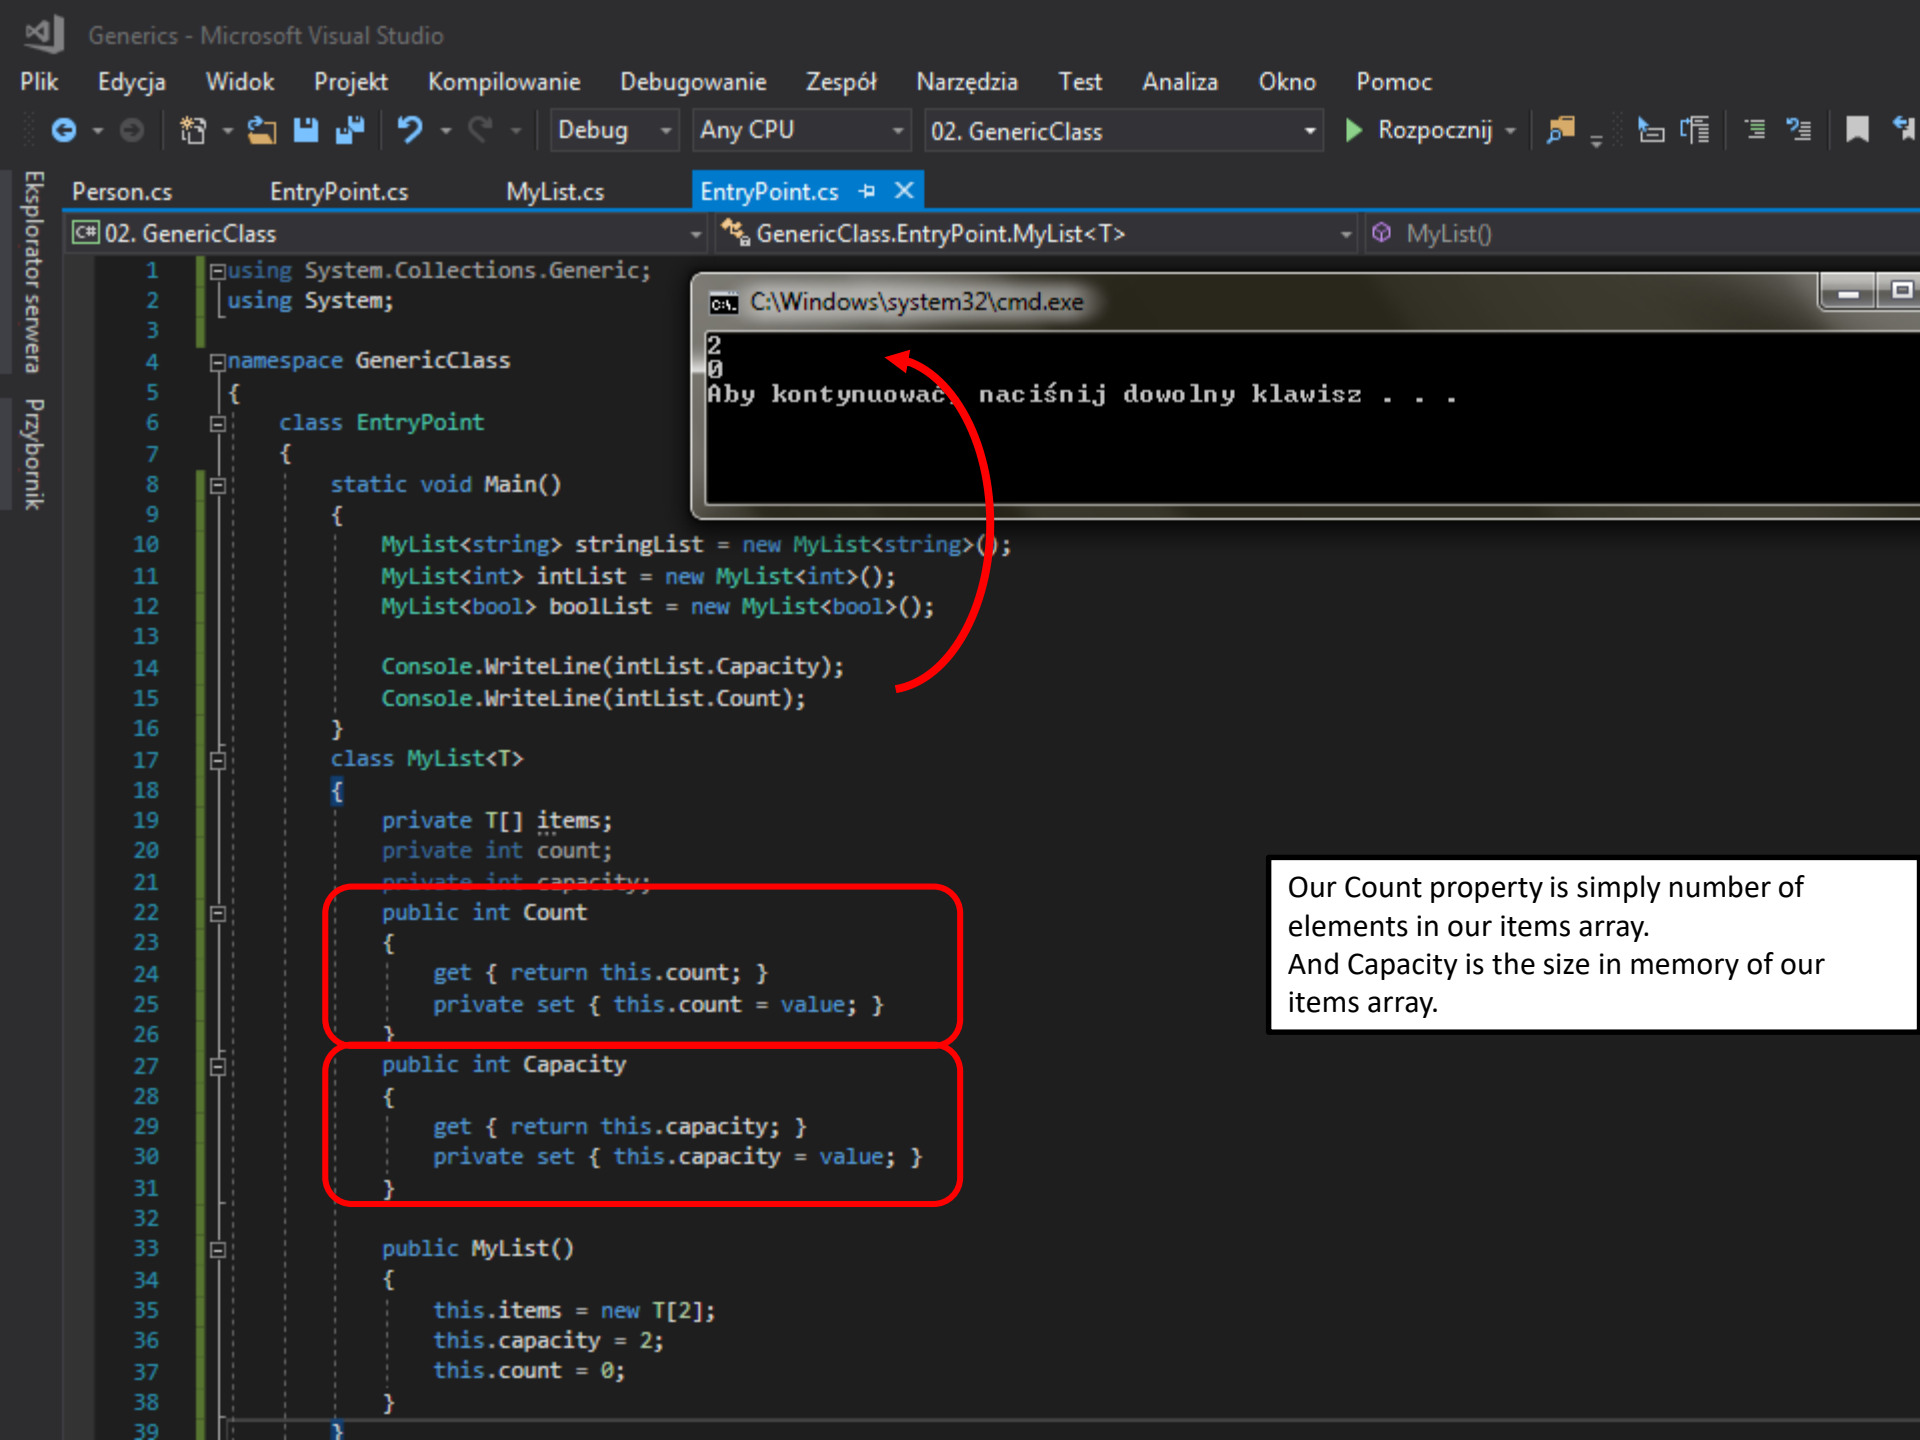 Generics - Microsoft Visual Studio
Plik Edycja Widok Projekt Kompilowanie Debugowanie Zespół Narzędzia Test Analiza Okno Pomoc
Debug Any CPU 02. GenericClass Rozpocznij
Eksplorator serwera
Przybornik
Person.cs EntryPoint.cs MyList.cs EntryPoint.cs
C# 02. GenericClass GenericClass.EntryPoint.MyList<T> MyList()
1 using System.Collections.Generic;
2 using System;
3
4 namespace GenericClass
5 {
6 class EntryPoint
7 {
8 static void Main()
9 {
10 MyList<string> stringList = new MyList<string>();
11 MyList<int> intList = new MyList<int>();
12 MyList<bool> boolList = new MyList<bool>();
13
14 Console.WriteLine(intList.Capacity);
15 Console.WriteLine(intList.Count);
16 }
17 class MyList<T>
18 {
19 private T[] items;
20 private int count;
21 private int capacity;
22 public int Count
23 {
24 get { return this.count; }
25 private set { this.count = value; }
26 }
27 public int Capacity
28 {
29 get { return this.capacity; }
30 private set { this.capacity = value; }
31 }
32
33 public MyList()
34 {
35 this.items = new T[2];
36 this.capacity = 2;
37 this.count = 0;
38 }
39 }
C:\Windows\system32\cmd.exe
2
0
Aby kontynuować, naciśnij dowolny klawisz . . .
Our Count property is simply number of
elements in our items array.
And Capacity is the size in memory of our
items array.